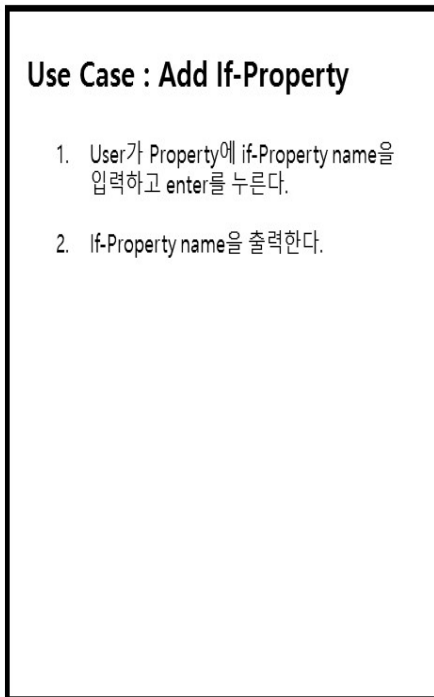 Use Case : Add If-Property
1. User가 Property에 if-Property name을
입력하고 enter를 누른다.
2. If-Property name을 출력한다.